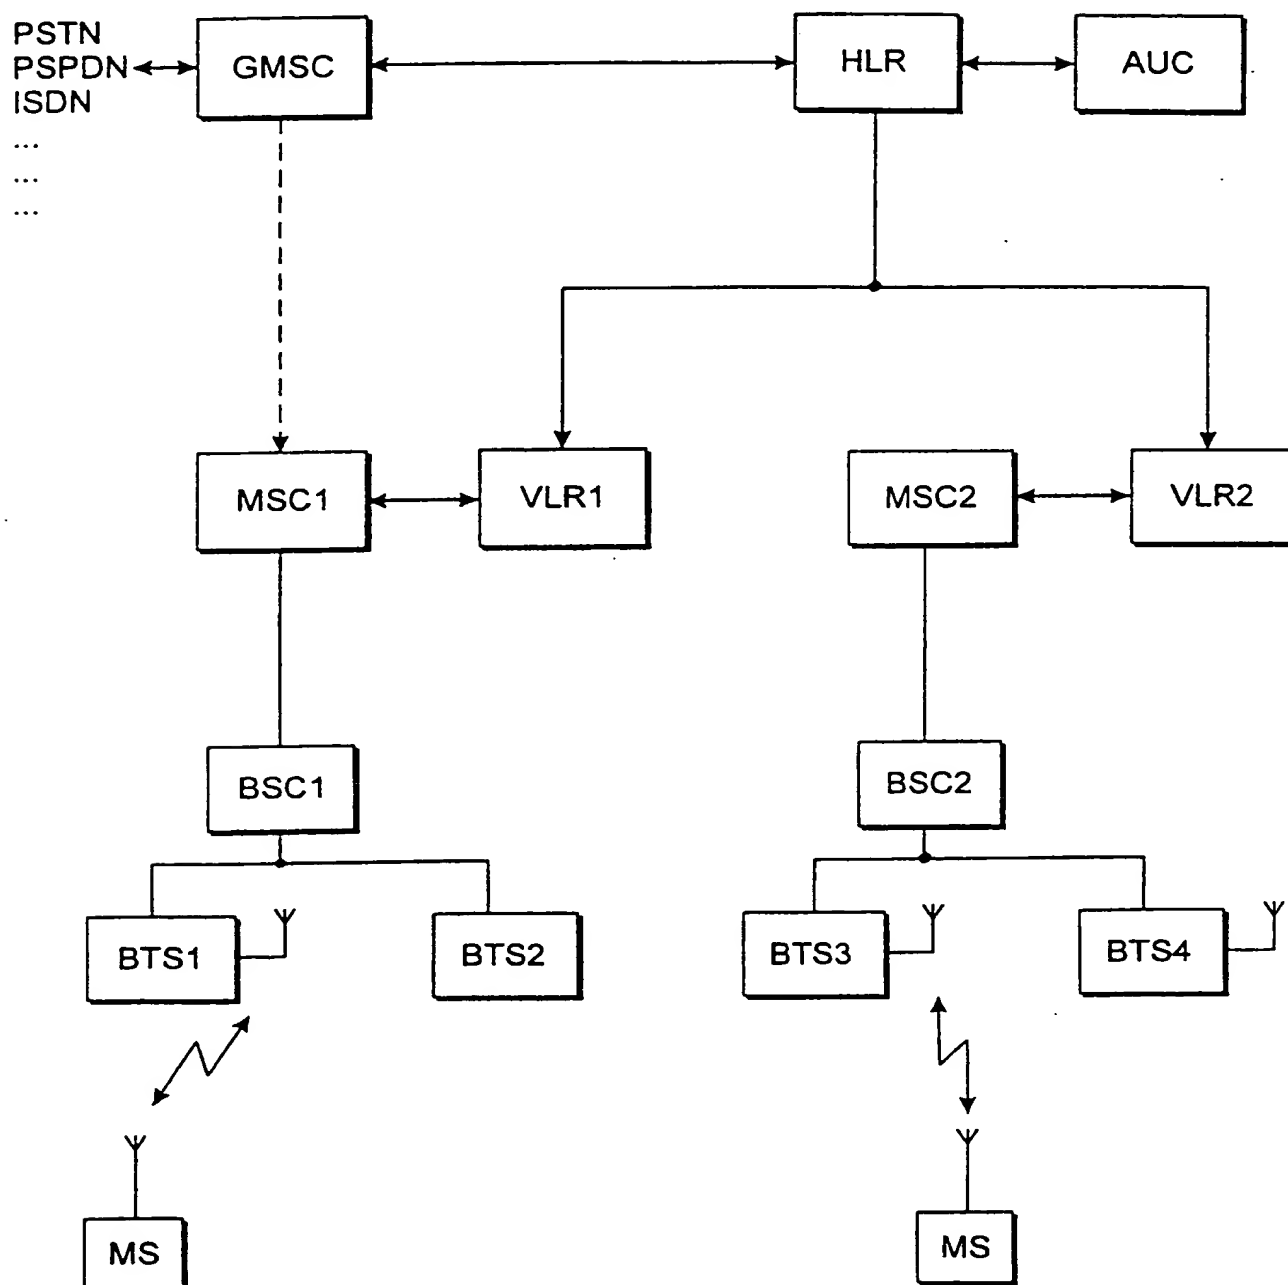 PSTN
PSPDN
ISDN
...
...
...
GMSC
HLR
AUC
MSC1
VLR1
MSC2
VLR2
BSC1
BSC2
BTS1
BTS2
BTS3
BTS4
MS
MS